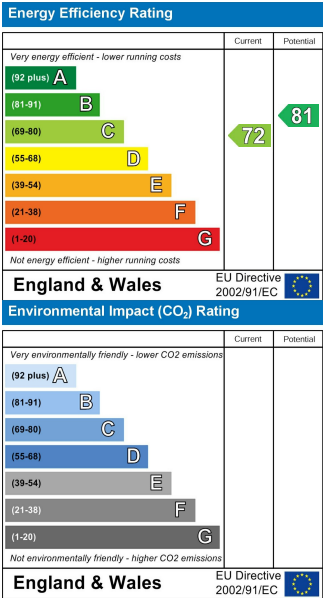 Energy Efficiency Rating
Current Potential
Very energy efficient - lower running costs
(92 plus) A
(81-91) B
81
(69-80) C
72
(55-68) D
(39-54) E
(21-38) F
(1-20) G
Not energy efficient - higher running costs
England & Wales
EU Directive
2002/91/EC
Environmental Impact (CO₂) Rating
Current Potential
Very environmentally friendly - lower CO2 emissions
(92 plus) A
(81-91) B
(69-80) C
(55-68) D
(39-54) E
(21-38) F
(1-20) G
Not environmentally friendly - higher CO2 emissions
England & Wales
EU Directive
2002/91/EC